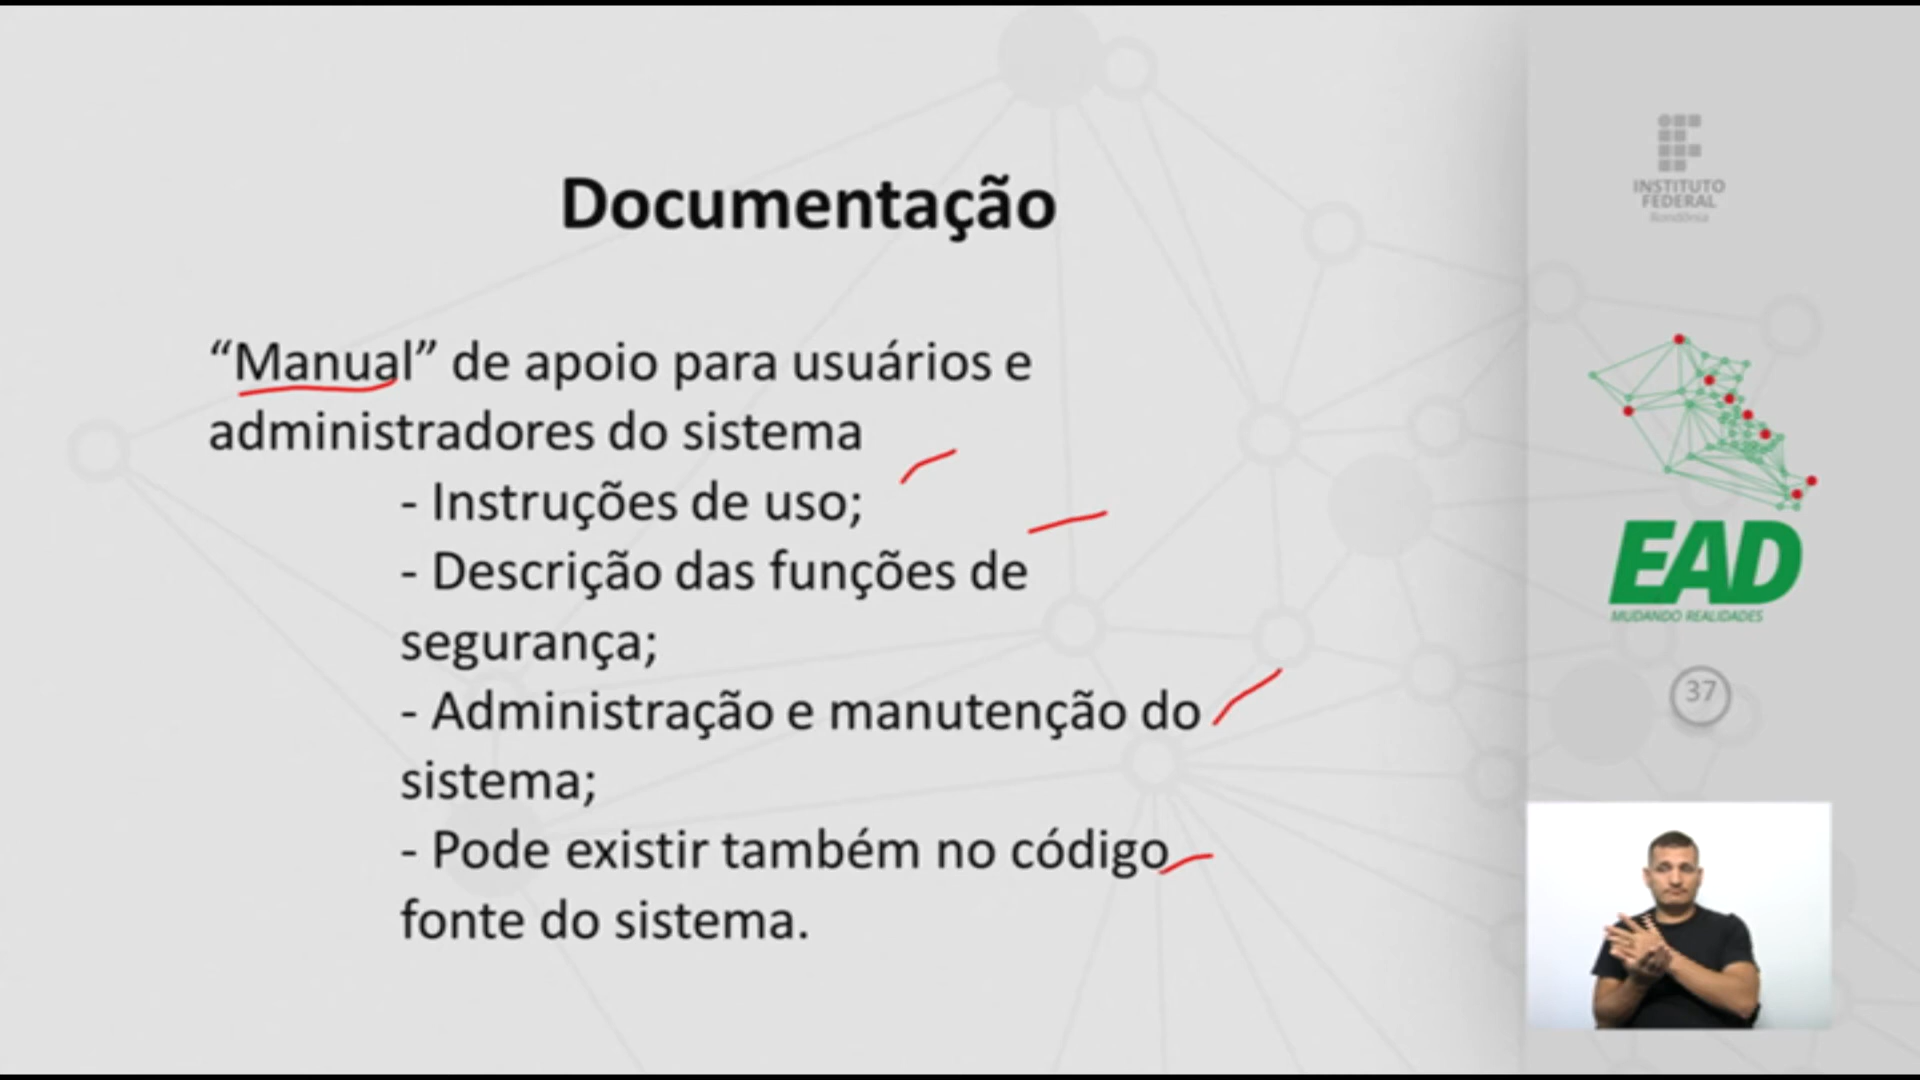 Documentação
“Manual” de apoio para usuários e
administradores do sistema
- Instruções de uso;
- Descrição das funções de
segurança;
- Administração e manutenção do
sistema;
- Pode existir também no código
fonte do sistema.
INSTITUTO
FEDERAL
Rondônia
EAD
MUDANDO REALIDADES
37